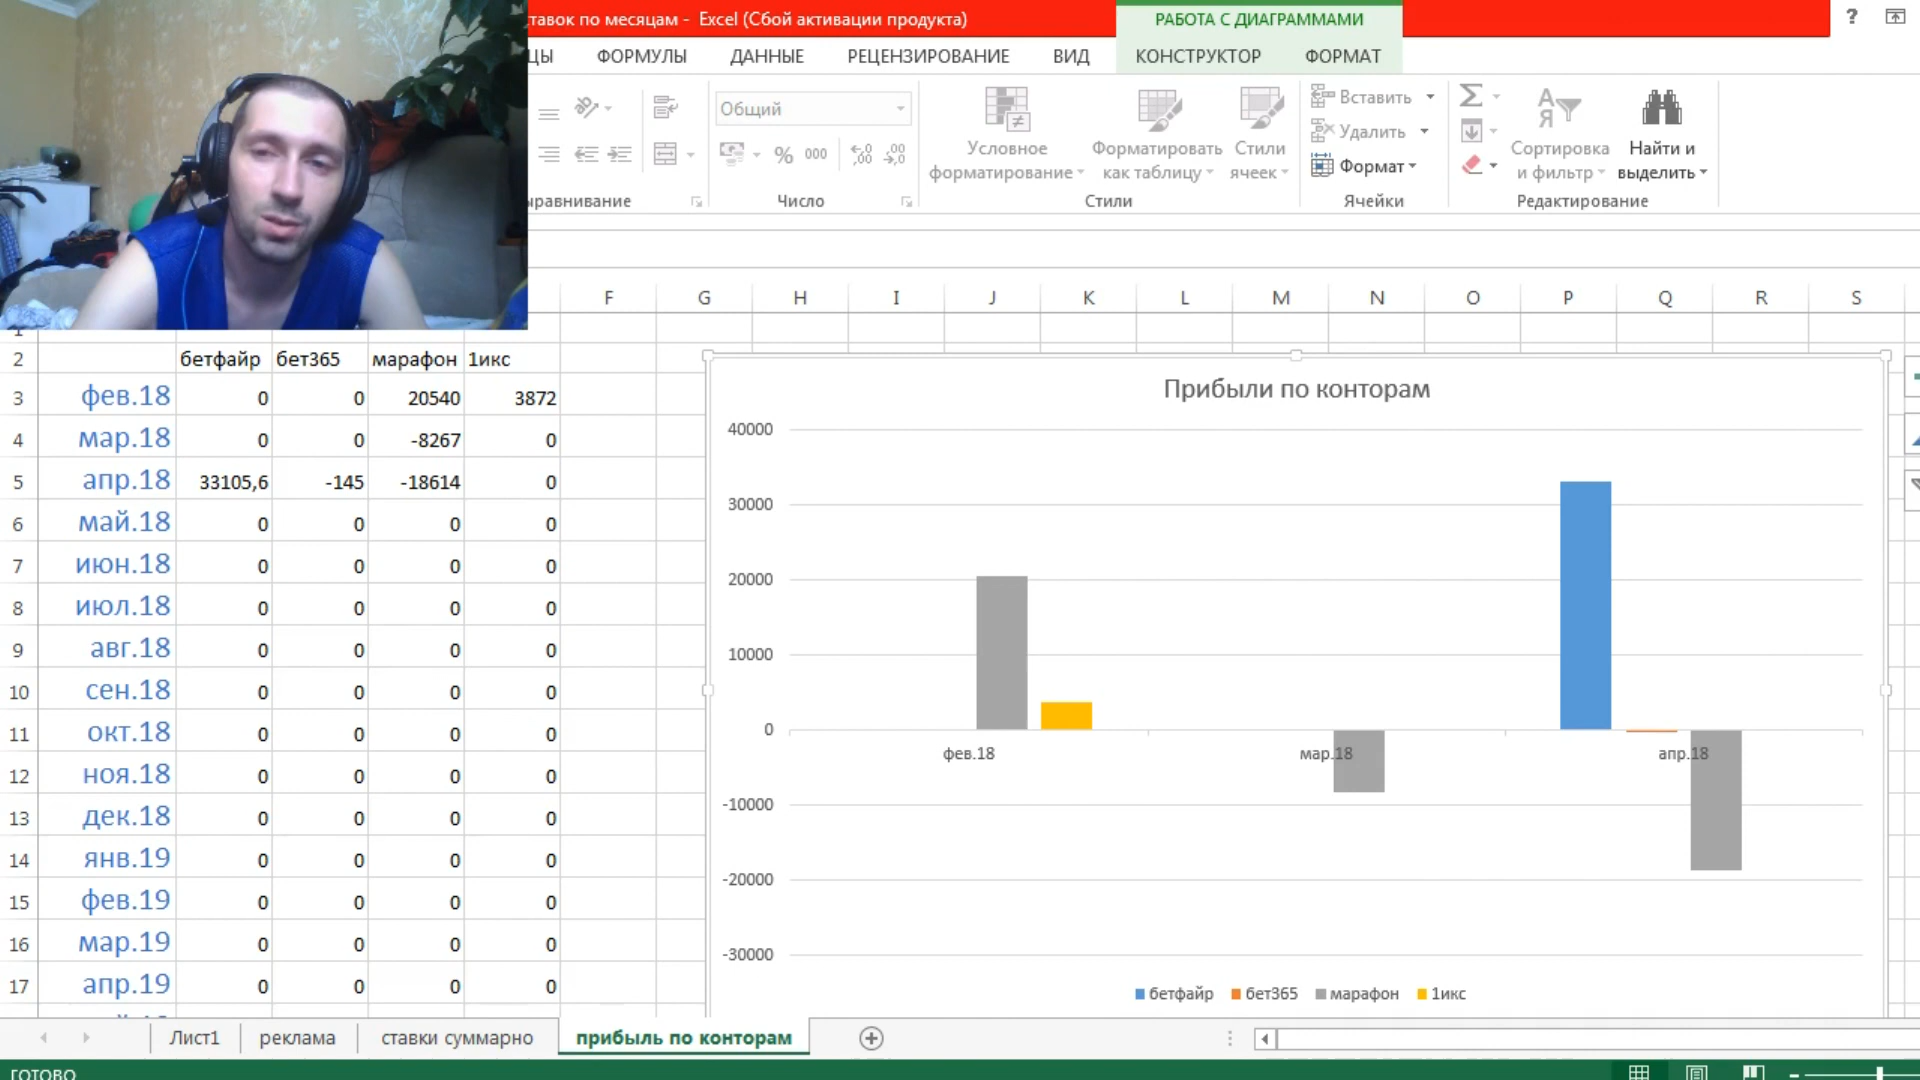 ставок по месяцам - Excel (Сбой активации продукта)
РАБОТА С ДИАГРАММАМИ
?
ФОРМУЛЫ ДАННЫЕ РЕЦЕНЗИРОВАНИЕ ВИД КОНСТРУКТОР ФОРМАТ
Общий
% 000
Условное форматирование
Форматировать как таблицу
Стили ячеек
Вставить
Удалить
Формат
Сортировка и фильтр
Найти и выделить
ыравнивание Число Стили Ячейки Редактирование
F G H I J K L M N O P Q R S
2 бетфайр бет365 марафон 1икс
3 фев.18 0 0 20540 3872
4 мар.18 0 0 -8267 0
5 апр.18 33105,6 -145 -18614 0
6 май.18 0 0 0 0
7 июн.18 0 0 0 0
8 июл.18 0 0 0 0
9 авг.18 0 0 0 0
10 сен.18 0 0 0 0
11 окт.18 0 0 0 0
12 ноя.18 0 0 0 0
13 дек.18 0 0 0 0
14 янв.19 0 0 0 0
15 фев.19 0 0 0 0
16 мар.19 0 0 0 0
17 апр.19 0 0 0 0
Прибыли по конторам
40000
30000
20000
10000
0
фев.18 мар.18 апр.18
-10000
-20000
-30000
бетфайр бет365 марафон 1икс
Лист1 реклама ставки суммарно прибыль по конторам
ГОТОВО